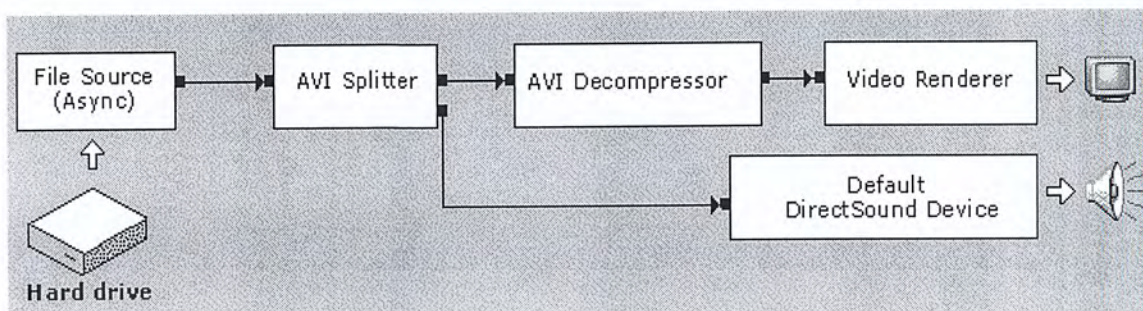 File Source
(Async)
AVI Splitter
AVI Decompressor
Video Renderer
Default
DirectSound Device
Hard drive